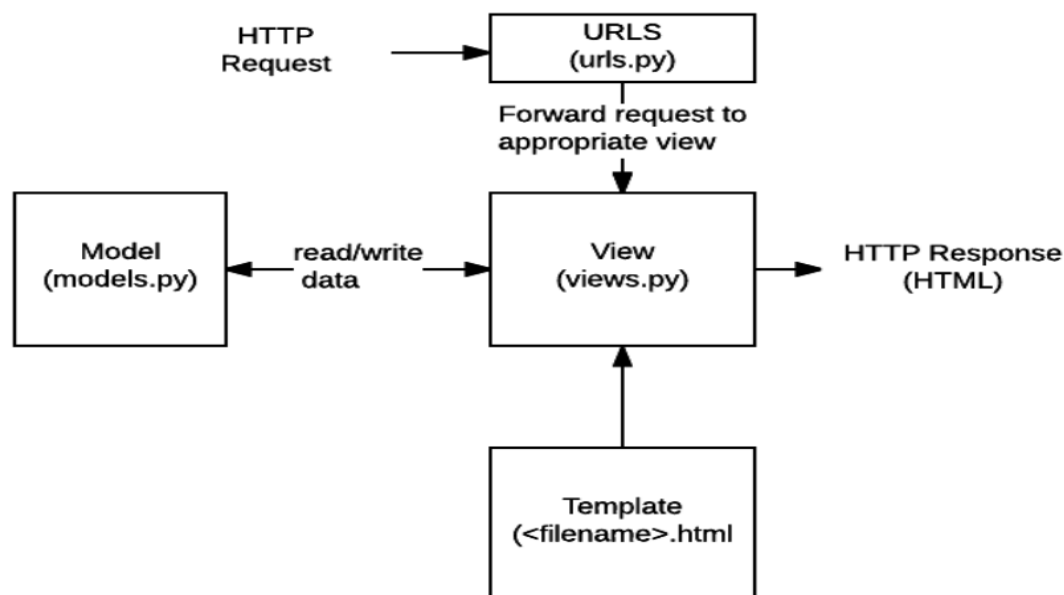 HTTP
Request
URLS
(urls.py)
Forward request to
appropriate view
Model
(models.py)
read/write
data
View
(views.py)
HTTP Response
(HTML)
Template
(<filename>.html